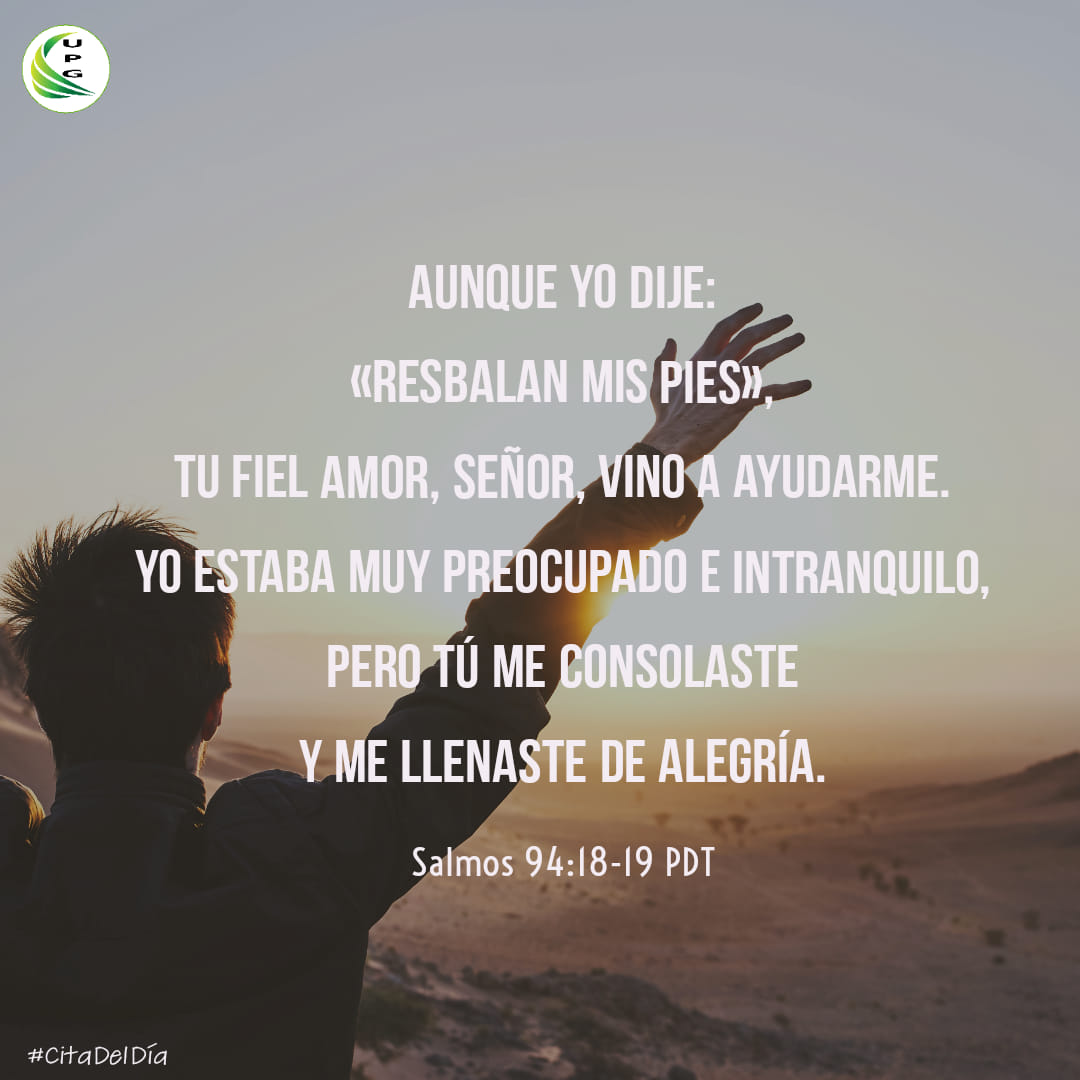 UPG
AUNQUE YO DIJE:
«RESBALAN MIS PIES»,
TU FIEL AMOR, SEÑOR, VINO A AYUDARME.
YO ESTABA MUY PREOCUPADO E INTRANQUILO,
PERO TÚ ME CONSOLASTE
Y ME LLENASTE DE ALEGRÍA.
Salmos 94:18-19 PDT
#CitaDelDía